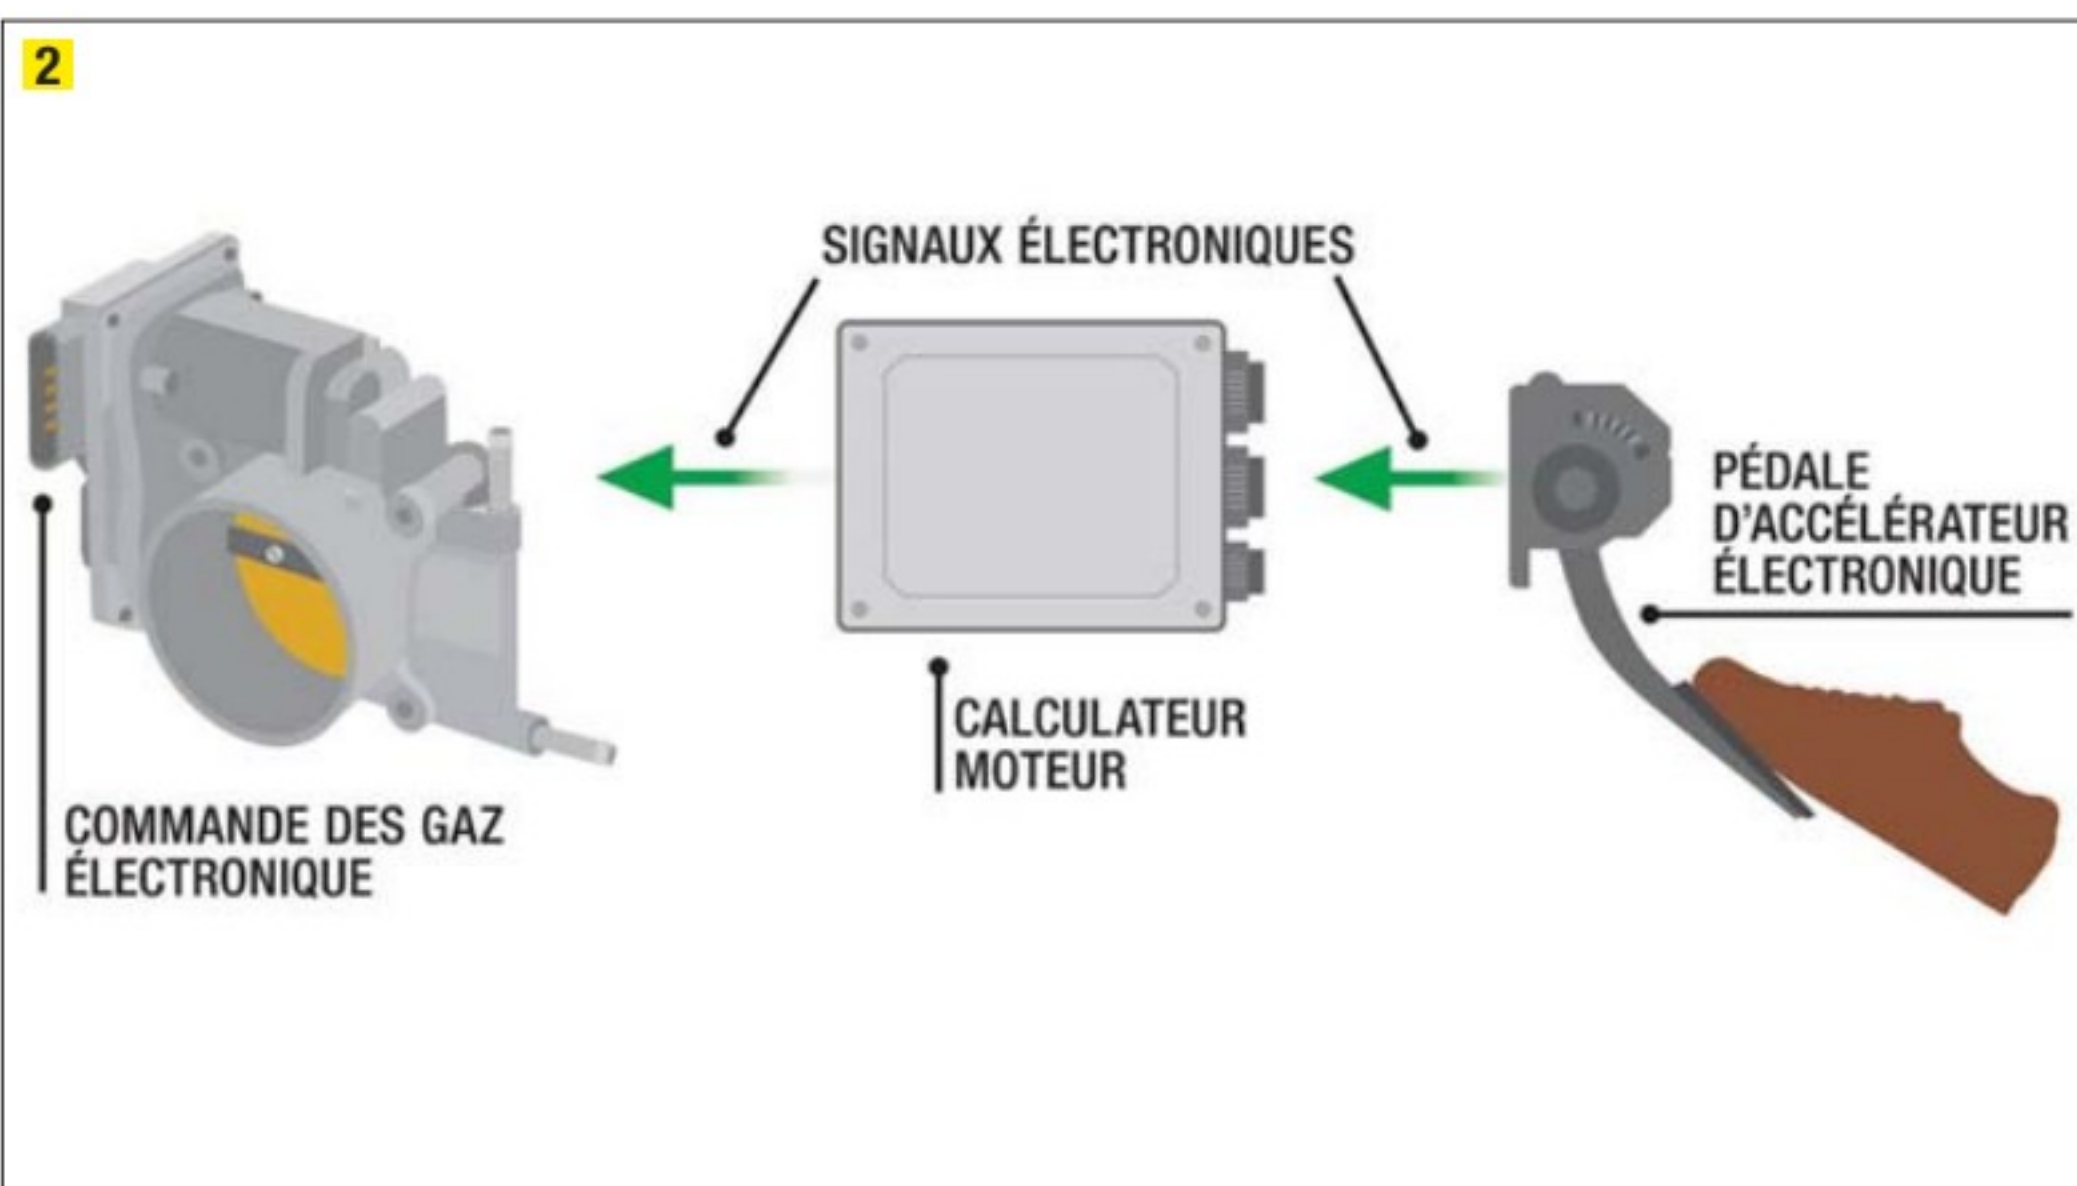 2
SIGNAUX ÉLECTRONIQUES
PÉDALE
D'ACCÉLÉRATEUR
ÉLECTRONIQUE
CALCULATEUR
MOTEUR
COMMANDE DES GAZ
ÉLECTRONIQUE